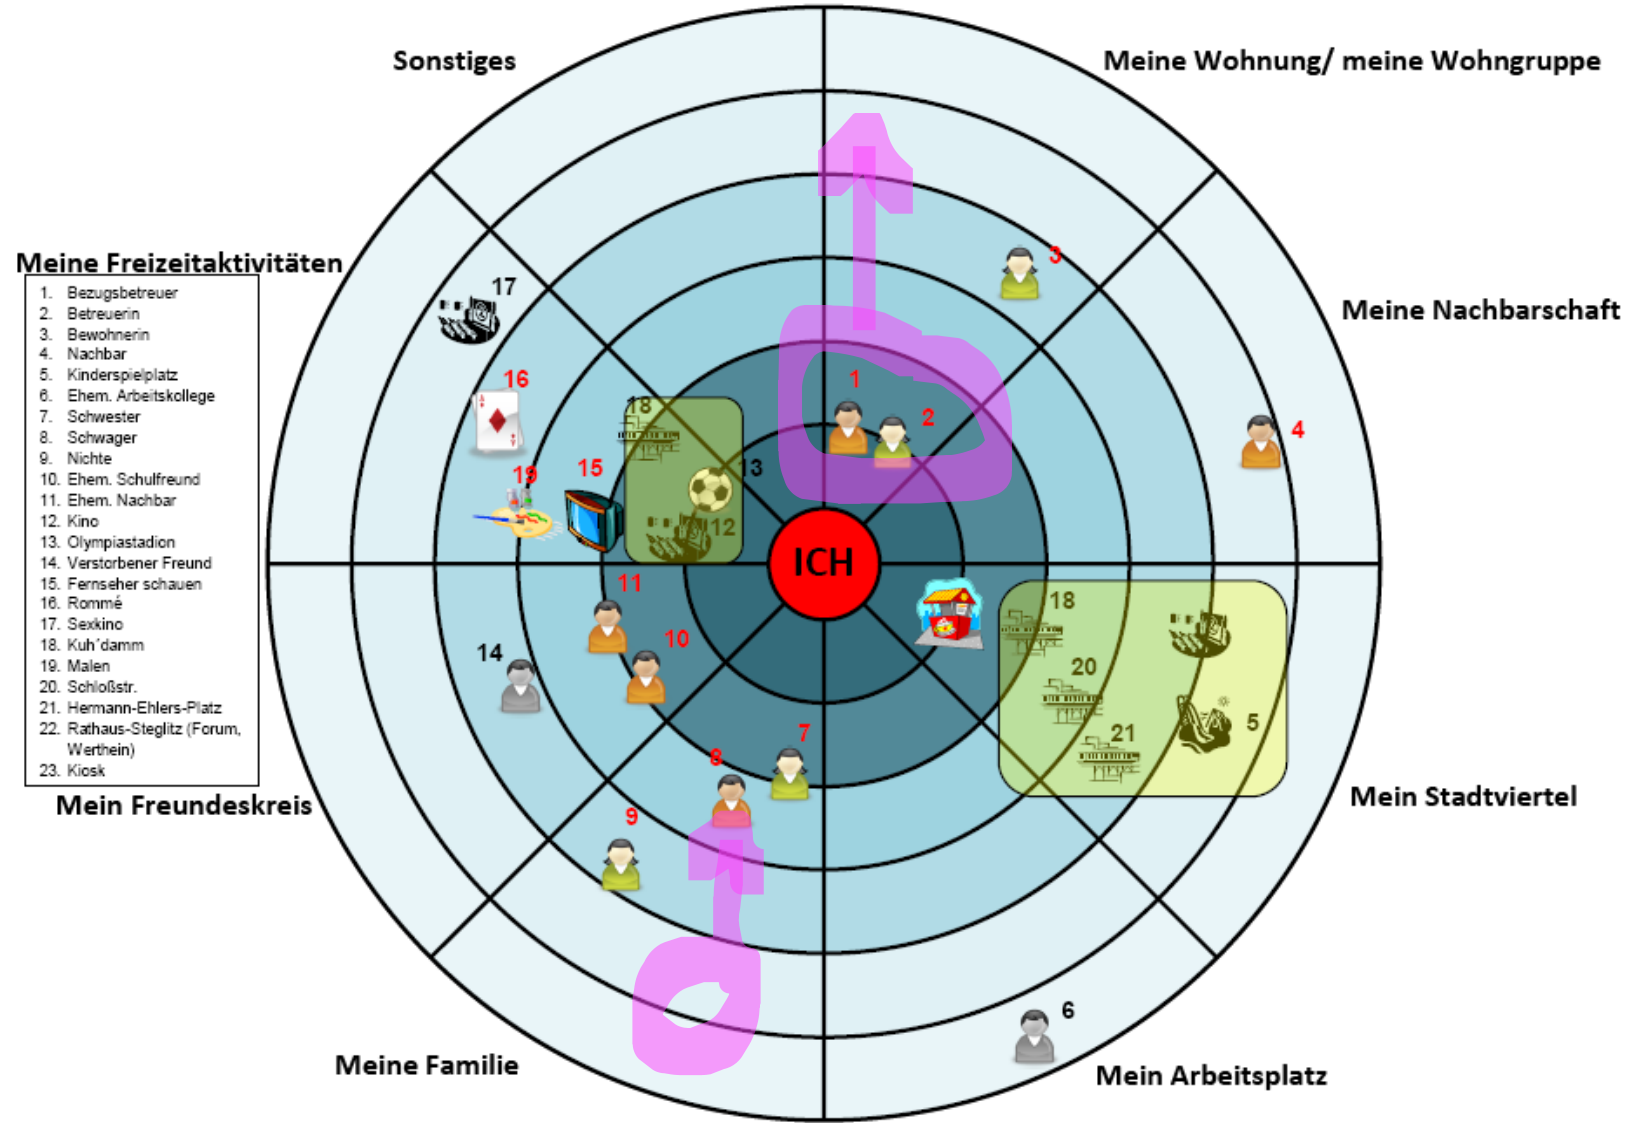 Sonstiges
Meine Wohnung/ meine Wohngruppe
Meine Freizeitaktivitäten
Meine Nachbarschaft
1. Bezugsbetreuer
2. Betreuerin
3. Bewohnerin
4. Nachbar
5. Kinderspielplatz
6. Ehem. Arbeitskollege
7. Schwester
8. Schwager
9. Nichte
10. Ehem. Schulfreund
11. Ehem. Nachbar
12. Kino
13. Olympiastadion
14. Verstorbener Freund
15. Fernseher schauen
16. Rommé
17. Sexkino
18. Kuh´damm
19. Malen
20. Schloßstr.
21. Hermann-Ehlers-Platz
22. Rathaus-Steglitz (Forum,
Werthein)
23. Kiosk
3
17
16
18
1
2
4
13
19
15
12
ICH
11
18
10
14
20
5
21
7
8
9
6
Mein Freundeskreis
Mein Stadtviertel
Meine Familie
Mein Arbeitsplatz